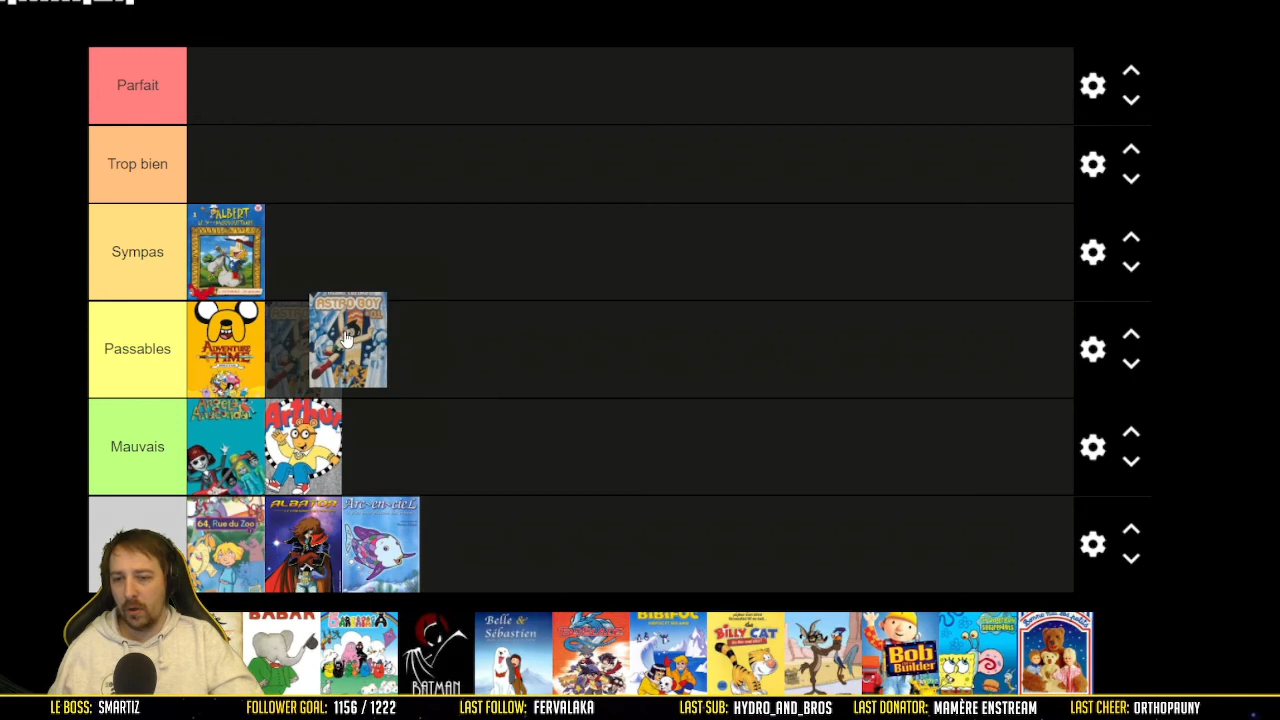 Parfait
Trop bien
Sympas
ALBERT
Passables
ADVENTURE
TIME
ASTRO BOY
Mauvais
Arthur
64, Rue du Zoo
ALBATOR
Arc-en-ciel
BABAR
BARBAPAPA
BATMAN
Belle &
Sébastien
BIBIFOC
the
BILLY CAT
Bob
the
Builder
LE BOSS: SMARTIZ
FOLLOWER GOAL: 1156 / 1222
LAST FOLLOW: FERVALAKA
LAST SUB: HYDRO_AND_BROS
LAST DONATOR: MAMÈRE ENSTREAM
LAST CHEER: ORTHOPAUNY